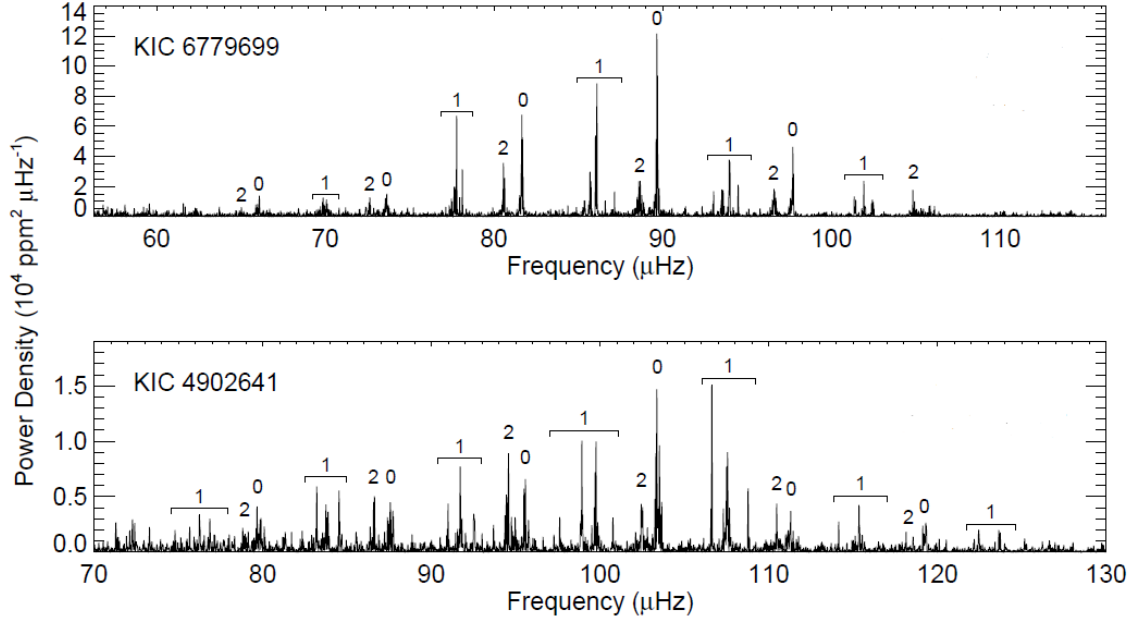 14
12
10
8
6
4
2
0
KIC 6779699
2 0 1 2 0 1 2 0 1 2 0 1 2 0 1 2
60 70 80 90 100 110
Frequency (μHz)
Power Density (10⁴ ppm² μHz⁻¹)
1.5
1.0
0.5
0.0
KIC 4902641
1 2 0 1 2 0 1 2 0 1 2 0 1 2 0 1 2 0 1
70 80 90 100 110 120 130
Frequency (μHz)